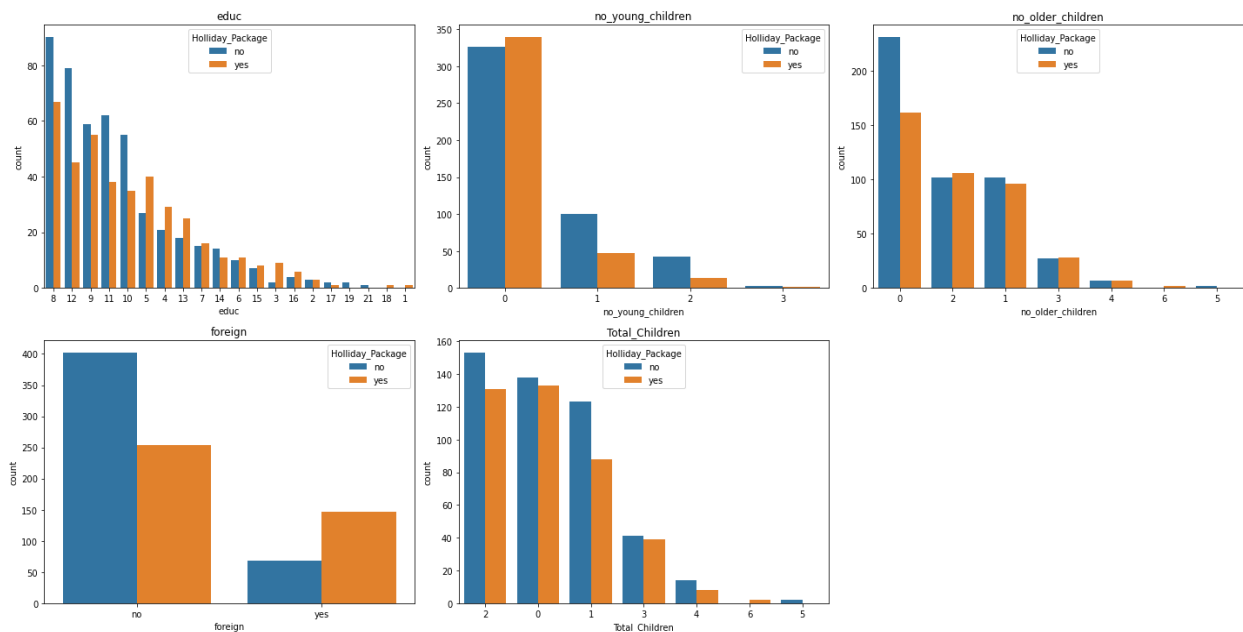 educ
Holliday_Package
no
yes
80
60
40
20
0
count
8 12 9 11 10 5 4 13 7 14 6 15 3 16 2 17 19 21 18 1
educ
no_young_children
Holliday_Package
no
yes
350
300
250
200
150
100
50
0
count
0 1 2 3
no_young_children
no_older_children
Holliday_Package
no
yes
200
150
100
50
0
count
0 2 1 3 4 6 5
no_older_children
foreign
Holliday_Package
no
yes
400
350
300
250
200
150
100
50
0
count
no yes
foreign
Total_Children
Holliday_Package
no
yes
160
140
120
100
80
60
40
20
0
count
2 0 1 3 4 6 5
Total_Children